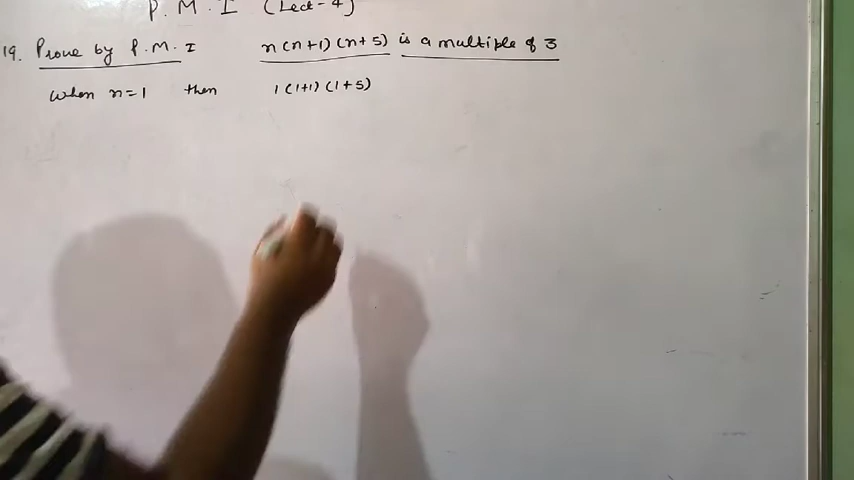 P. M. I (Lect-4)
19. Prove by P. M. I n(n+1)(n+5) is a multiple of 3
when n=1 then 1(1+1)(1+5)